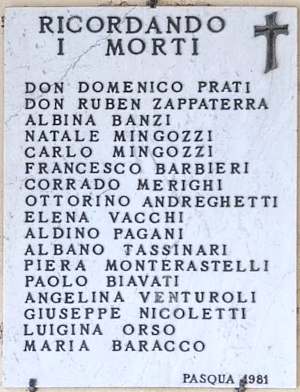 RICORDANDO
I MORTI
DON DOMENICO PRATI
DON RUBEN ZAPPATERRA
ALBINA BANZI
NATALE MINGOZZI
CARLO MINGOZZI
FRANCESCO BARBIERI
CORRADO MERIGHI
OTTORINO ANDREGHETTI
ELENA VACCHI
ALDINO PAGANI
ALBANO TASSINARI
PIERA MONTERASTELLI
PAOLO BIAVATI
ANGELINA VENTUROLI
GIUSEPPE NICOLETTI
LUIGINA ORSO
MARIA BARACCO
PASQUA 1981